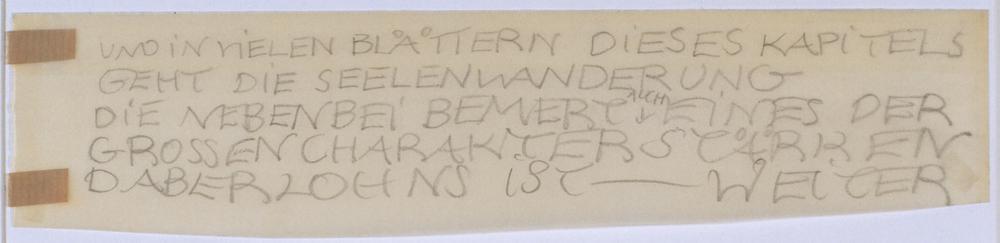 UND IN VIELEN BLÄTTERN DIESES KAPITELS
GEHT DIE SEELENWANDERUNG
DIE NEBENBEI BEMERCT AUCH EINES DER
GROSSEN CHARAKTERSTÄRKEN
DABERLOHNS IST — WEITER